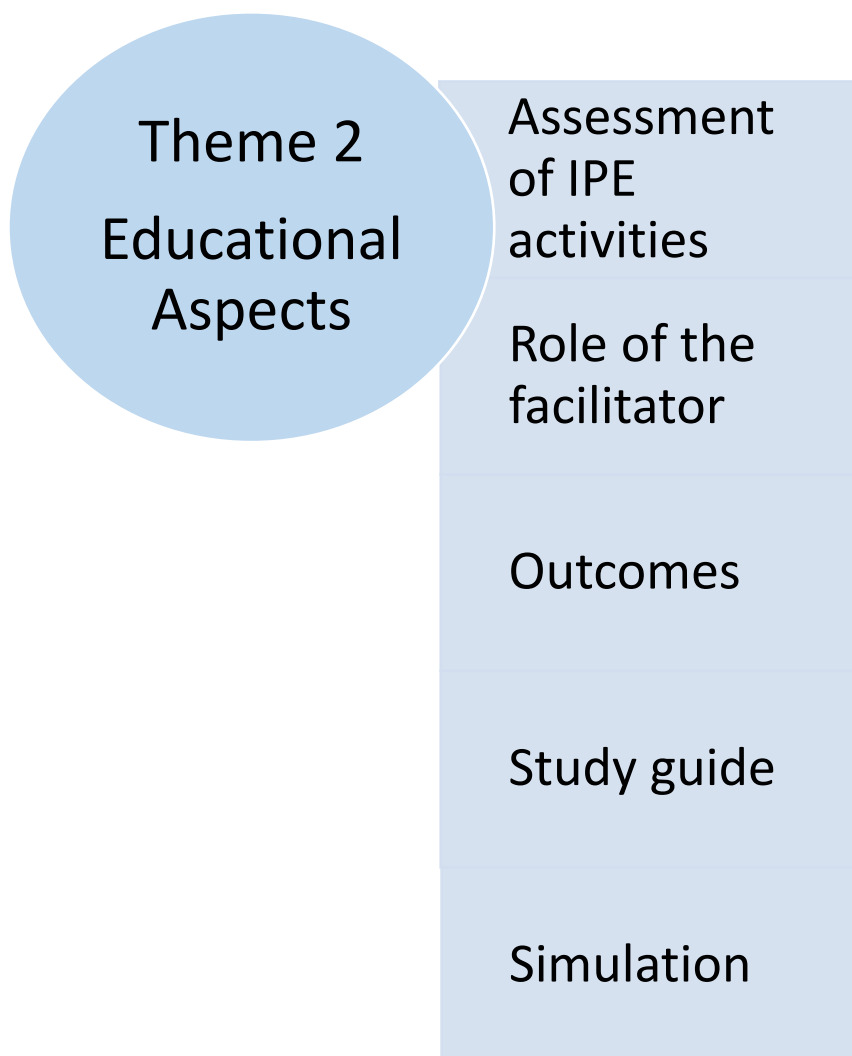 Theme 2
Educational
Aspects
Assessment
of IPE
activities
Role of the
facilitator
Outcomes
Study guide
Simulation